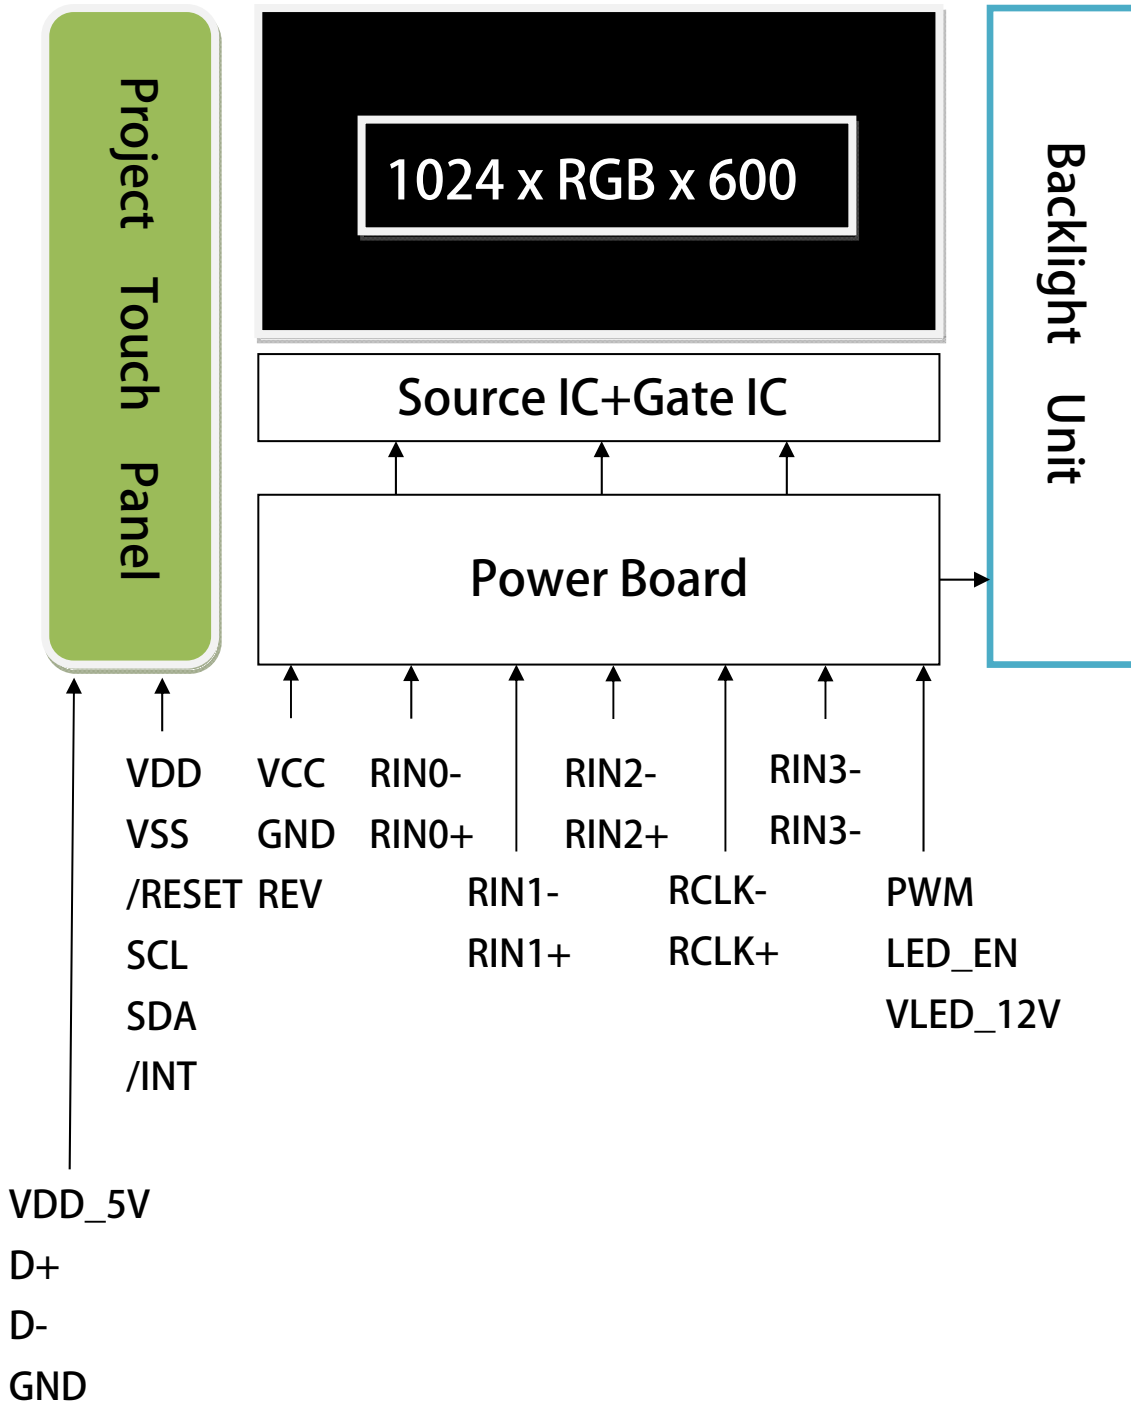 Project Touch Panel
1024 x RGB x 600
Backlight Unit
Source IC+Gate IC
Power Board
VDD
VSS
/RESET
SCL
SDA
/INT
VCC
GND
REV
RIN0-
RIN0+
RIN1-
RIN1+
RIN2-
RIN2+
RCLK-
RCLK+
RIN3-
RIN3-
PWM
LED_EN
VLED_12V
VDD_5V
D+
D-
GND